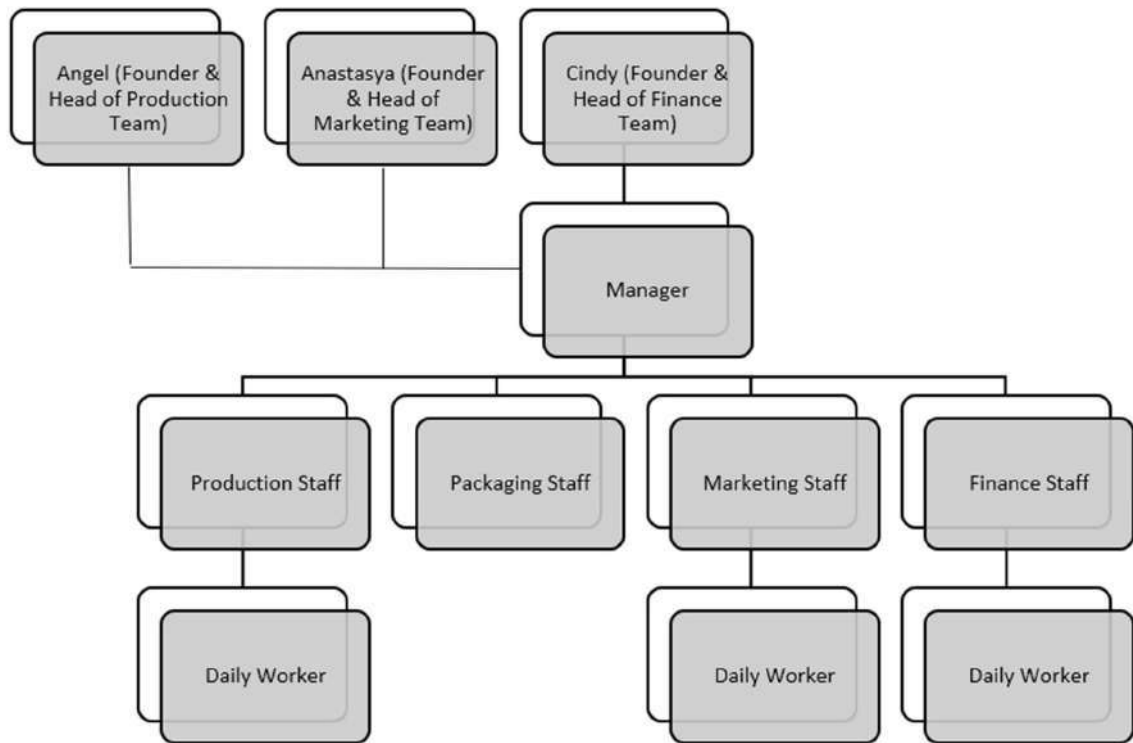 Angel (Founder &
Head of Production
Team)
Anastasya (Founder
& Head of
Marketing Team)
Cindy (Founder &
Head of Finance
Team)
Manager
Production Staff
Packaging Staff
Marketing Staff
Finance Staff
Daily Worker
Daily Worker
Daily Worker